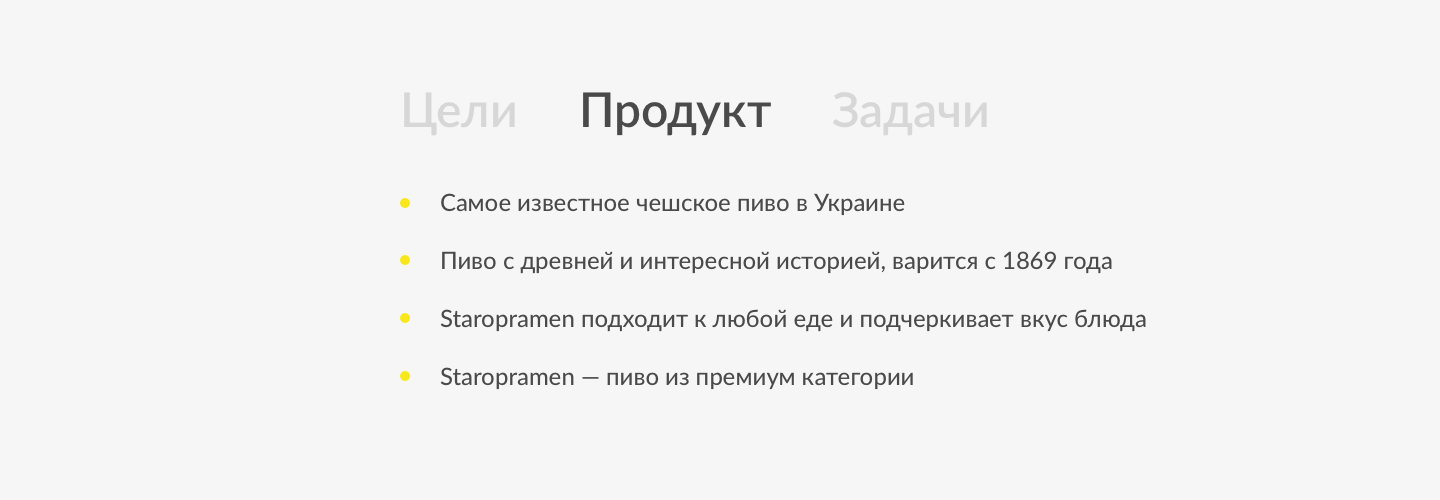 Цели Продукт Задачи
Самое известное чешское пиво в Украине
Пиво с древней и интересной историей, варится с 1869 года
Staropramen подходит к любой еде и подчеркивает вкус блюда
Staropramen — пиво из премиум категории